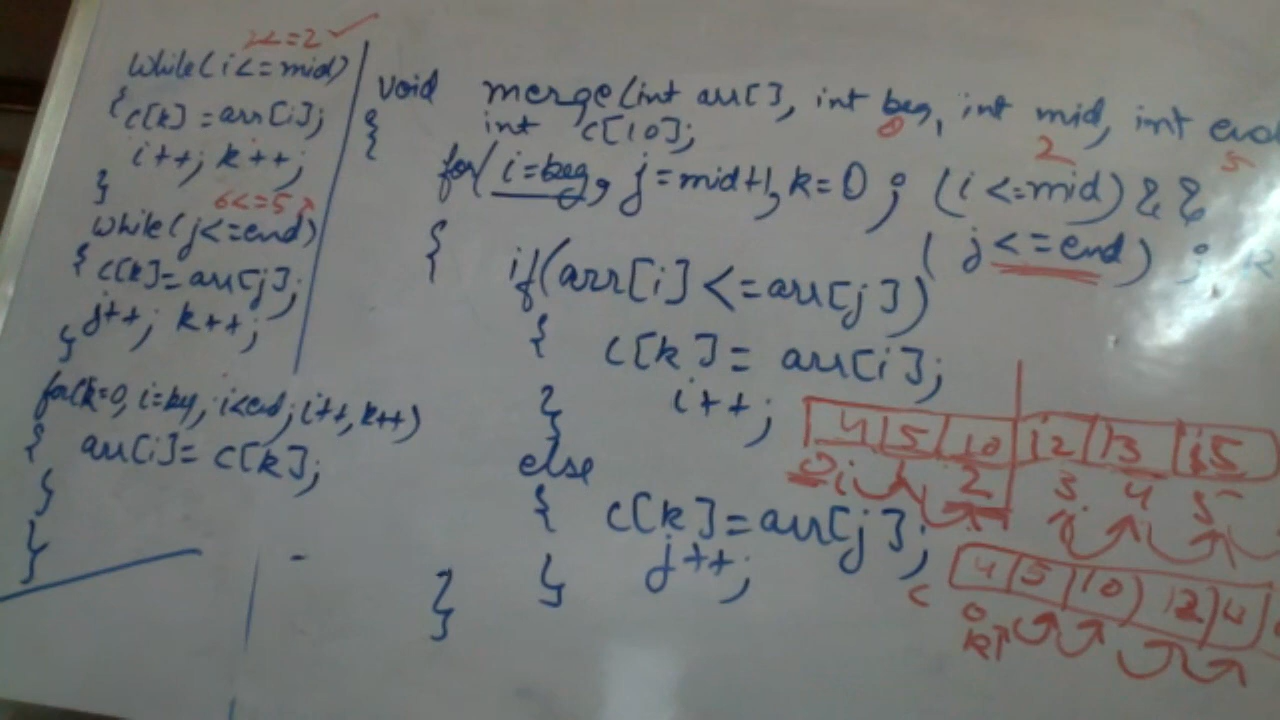 void merge(int arr[], int beg, int mid, int end
0 2 5
{ int c[10];
for(i=beg, j=mid+1, k=0; (i<=mid) &&
(j<=end); k
{ if(arr[i]<=arr[j])
{ c[k]=arr[i];
i++;
}
else
{ c[k]=arr[j];
j++;
}
}
2<=2 ✓
while(i<=mid)
{ c[k]=arr[i];
i++; k++;
}
6<=5
while(j<=end)
{ c[k]=arr[j];
j++; k++;
}
for(k=0, i=beg; i<end; i++, k++)
{ arr[i]=c[k];
}
}
4 5 10 12 13 15
0 i 2 3 4 5
c 4 5 10 12
0
k↑